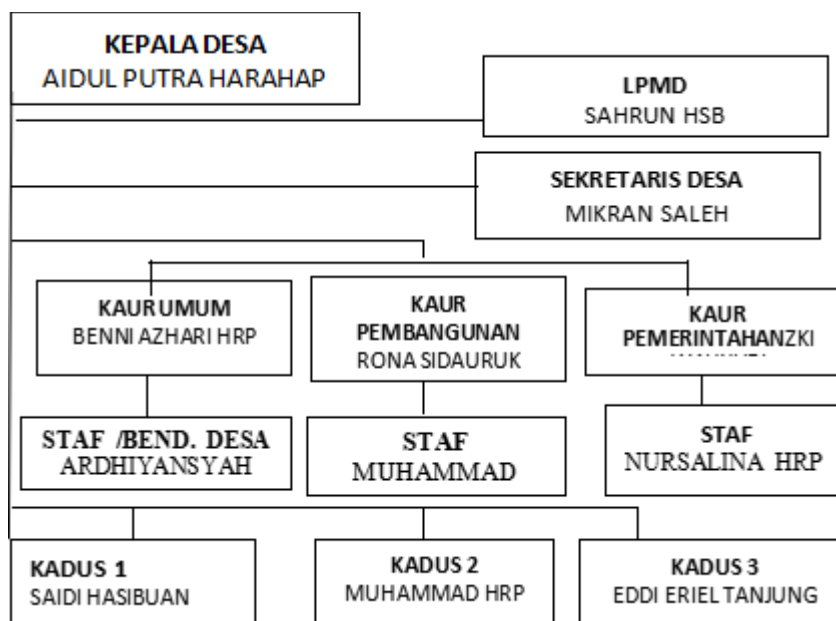 KEPALA DESA
AIDUL PUTRA HARAHAP
LPMD
SAHRUN HSB
SEKRETARIS DESA
MIKRAN SALEH
KAUR UMUM
BENNI AZHARI HRP
KAUR
PEMBANGUNAN
RONA SIDAURUK
KAUR
PEMERINTAHANZKI
STAF /BEND. DESA
ARDHIYANSYAH
STAF
MUHAMMAD
STAF
NURSALINA HRP
KADUS 1
SAIDI HASIBUAN
KADUS 2
MUHAMMAD HRP
KADUS 3
EDDI ERIEL TANJUNG